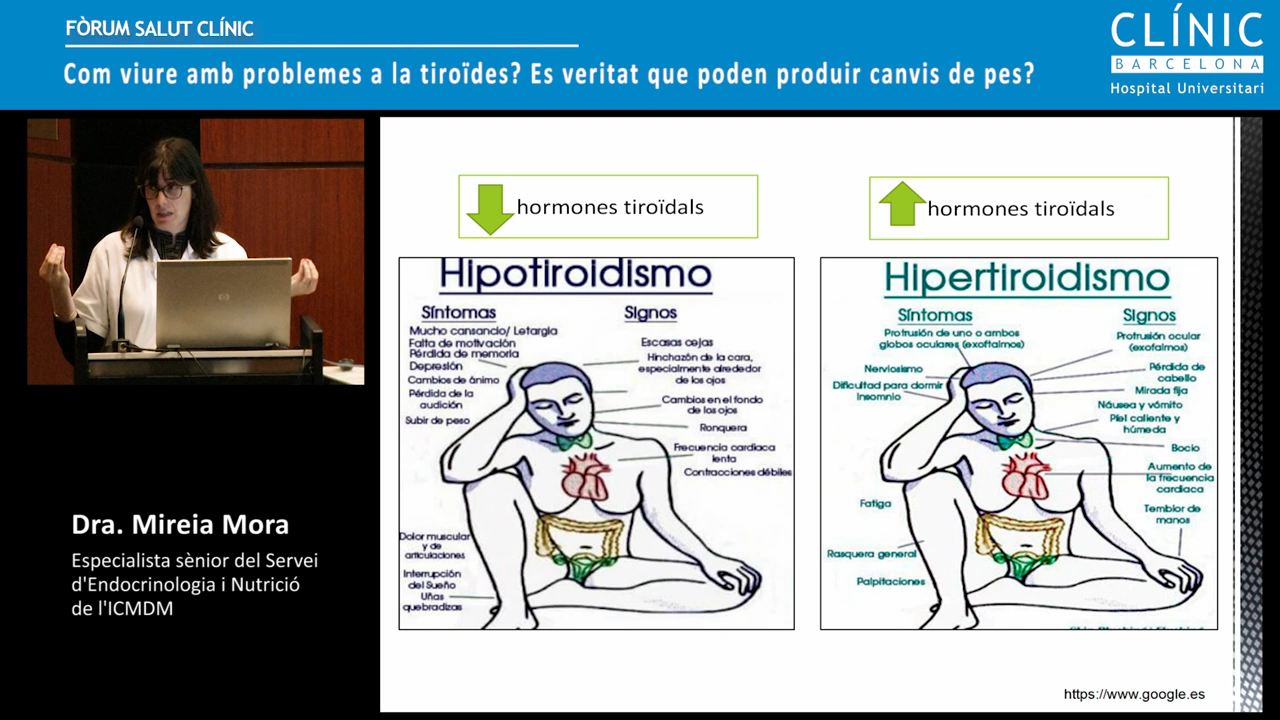 FÒRUM SALUT CLÍNIC
Com viure amb problemes a la tiroïdes? Es veritat que poden produir canvis de pes?
CLÍNIC
BARCELONA
Hospital Universitari
hormones tiroïdals
Hipotiroidismo
Síntomas
Signos
Mucho cansancio/ Letargia
Falta de motivación
Pérdida de memoria
Depresión
Cambios de ánimo
Pérdida de la
audición
Subir de peso
Dolor muscular
y de
articulaciones
Interrupción
del Sueño
Uñas
quebradizas
Escasas cejas
Hinchazón de la cara,
especialmente alrededor
de los ojos
Cambios en el fondo
de los ojos
Ronquera
Frecuencia cardiaca
lenta
Contracciones débiles
hormones tiroïdals
Hipertiroidismo
Síntomas
Signos
Protrusión de uno o ambos
globos oculares (exoftalmos)
Nerviosismo
Dificultad para dormir
Insomnio
Fatiga
Rasquera general
Palpitaciones
Protrusión ocular
(exofalmos)
Pérdida de
cabello
Mirada fija
Náusea y vómito
Piel caliente y
húmeda
Bocio
Aumento de
la frecuencia
cardiaca
Temblor de
manos
https://www.google.es
Dra. Mireia Mora
Especialista sènior del Servei
d'Endocrinologia i Nutrició
de l'ICMDM
hp